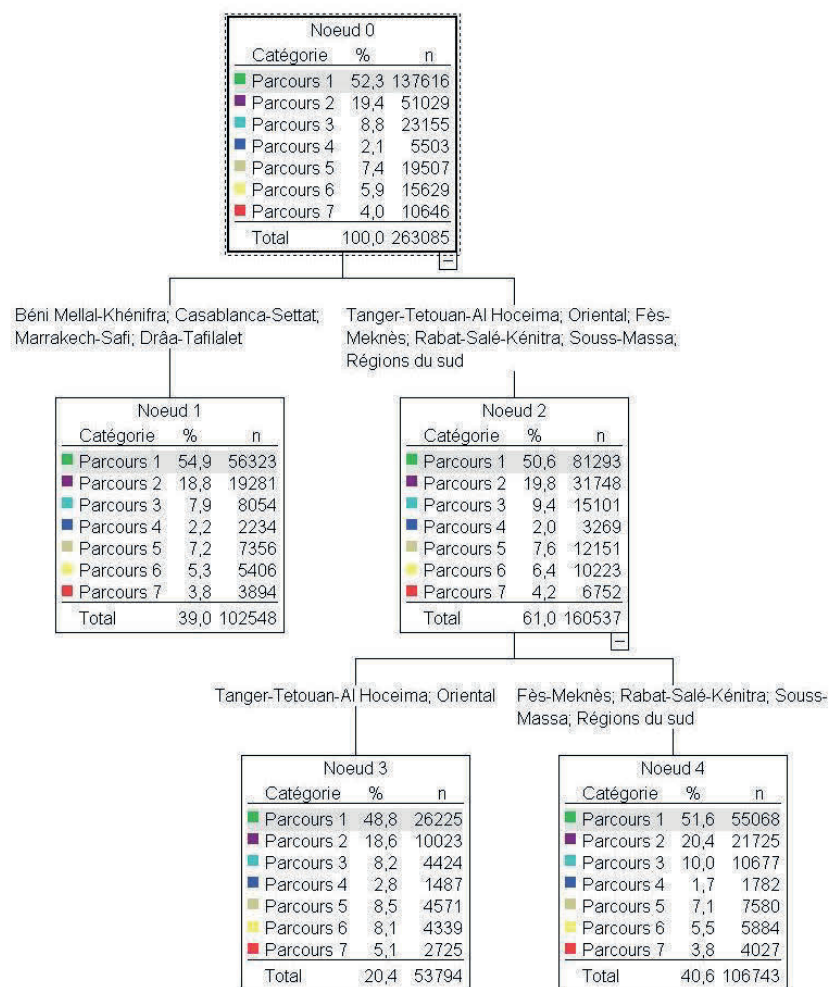 Noeud 0
Catégorie % n
Parcours 1 52,3 137616
Parcours 2 19,4 51029
Parcours 3 8,8 23155
Parcours 4 2,1 5503
Parcours 5 7,4 19507
Parcours 6 5,9 15629
Parcours 7 4,0 10646
Total 100,0 263085
Béni Mellal-Khénifra; Casablanca-Settat;
Marrakech-Safi; Drâa-Tafilalet
Tanger-Tetouan-Al Hoceima; Oriental; Fès-
Meknès; Rabat-Salé-Kénitra; Souss-Massa;
Régions du sud
Noeud 1
Catégorie % n
Parcours 1 54,9 56323
Parcours 2 18,8 19281
Parcours 3 7,9 8054
Parcours 4 2,2 2234
Parcours 5 7,2 7356
Parcours 6 5,3 5406
Parcours 7 3,8 3894
Total 39,0 102548
Noeud 2
Catégorie % n
Parcours 1 50,6 81293
Parcours 2 19,8 31748
Parcours 3 9,4 15101
Parcours 4 2,0 3269
Parcours 5 7,6 12151
Parcours 6 6,4 10223
Parcours 7 4,2 6752
Total 61,0 160537
Tanger-Tetouan-Al Hoceima; Oriental
Fès-Meknès; Rabat-Salé-Kénitra; Souss-
Massa; Régions du sud
Noeud 3
Catégorie % n
Parcours 1 48,8 26225
Parcours 2 18,6 10023
Parcours 3 8,2 4424
Parcours 4 2,8 1487
Parcours 5 8,5 4571
Parcours 6 8,1 4339
Parcours 7 5,1 2725
Total 20,4 53794
Noeud 4
Catégorie % n
Parcours 1 51,6 55068
Parcours 2 20,4 21725
Parcours 3 10,0 10677
Parcours 4 1,7 1782
Parcours 5 7,1 7580
Parcours 6 5,5 5884
Parcours 7 3,8 4027
Total 40,6 106743